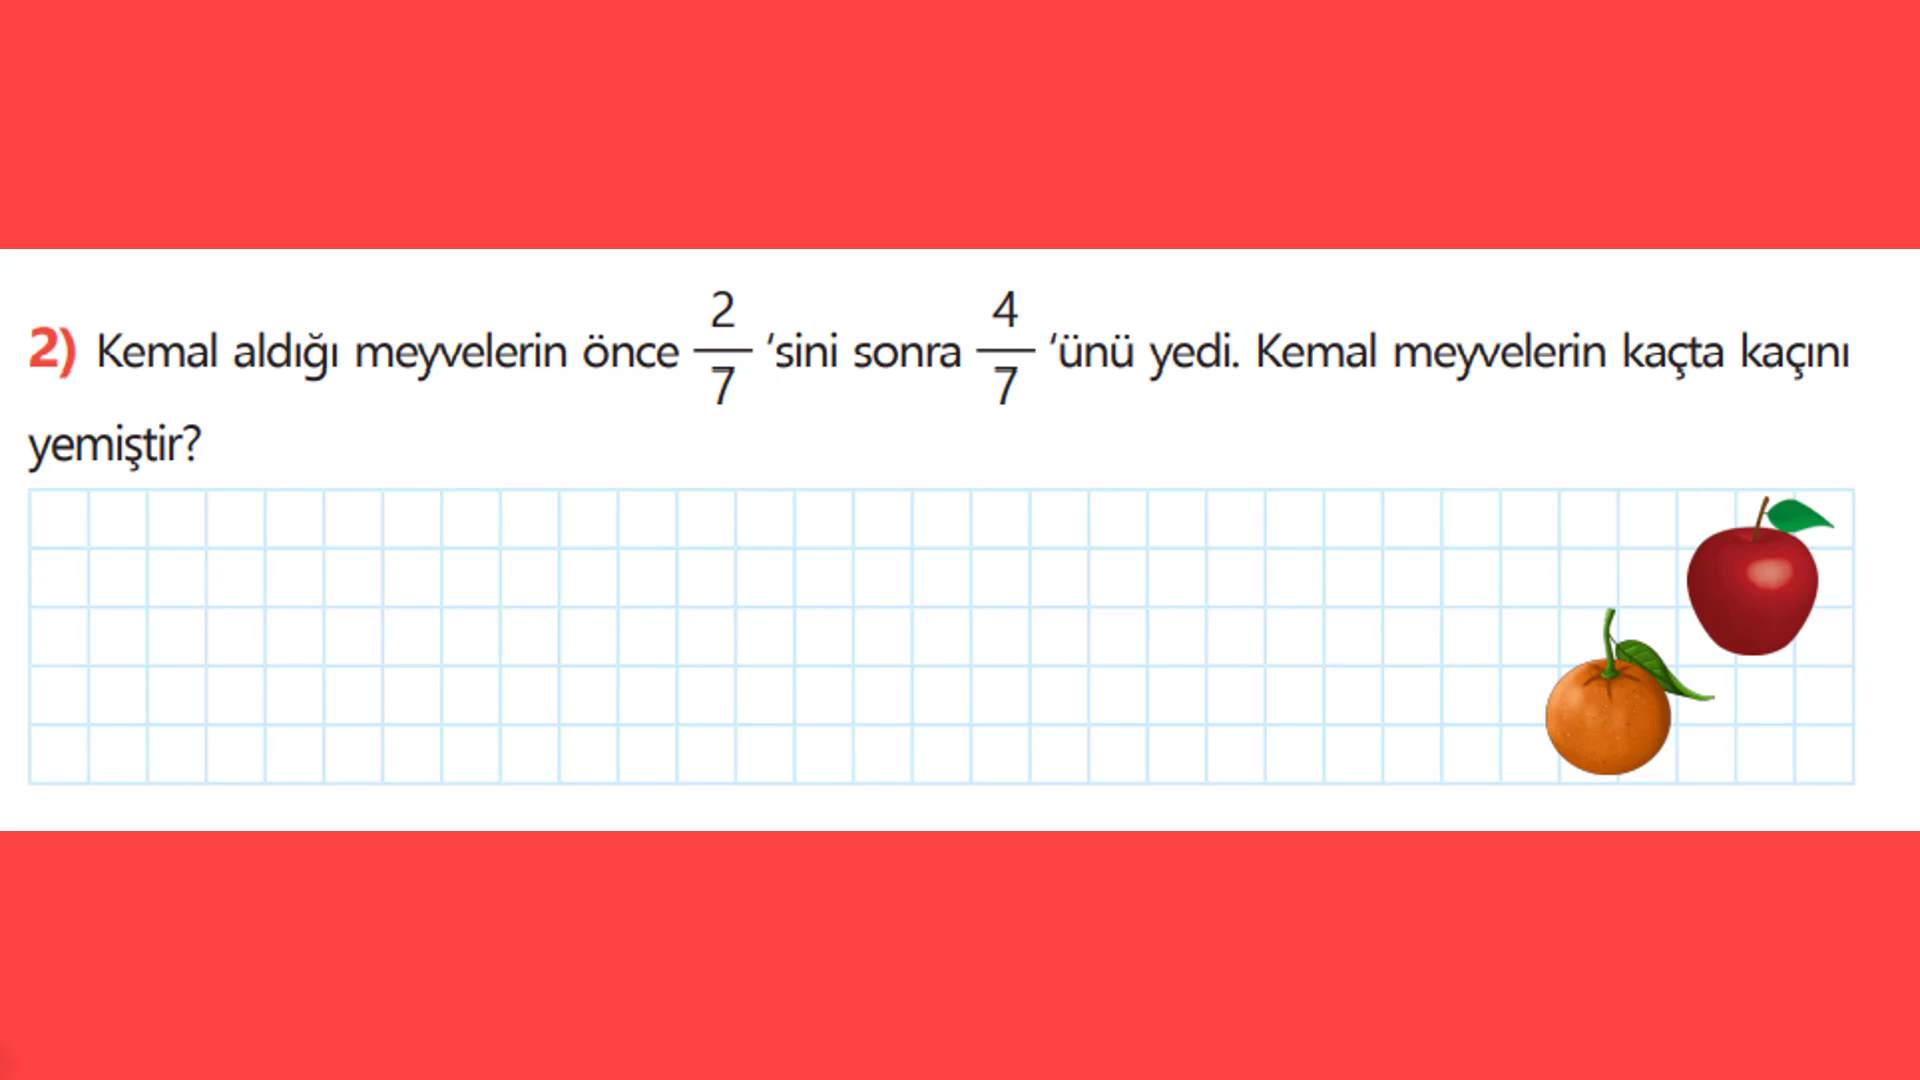 2) Kemal aldığı meyvelerin önce 2/7 'sini sonra 4/7 'ünü yedi. Kemal meyvelerin kaçta kaçını
yemiştir?